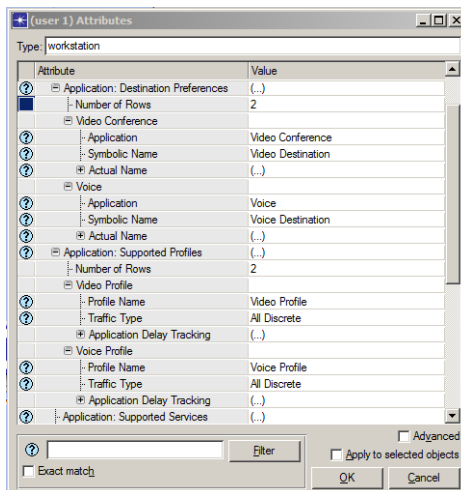 (user 1) Attributes
Type: workstation
Attribute Value
Application: Destination Preferences (...)
Number of Rows 2
Video Conference
Application Video Conference
Symbolic Name Video Destination
Actual Name (...)
Voice
Application Voice
Symbolic Name Voice Destination
Actual Name (...)
Application: Supported Profiles (...)
Number of Rows 2
Video Profile
Profile Name Video Profile
Traffic Type All Discrete
Application Delay Tracking (...)
Voice Profile
Profile Name Voice Profile
Traffic Type All Discrete
Application Delay Tracking (...)
Application: Supported Services (...)
Advanced
Filter Apply to selected objects
Exact match
OK Cancel